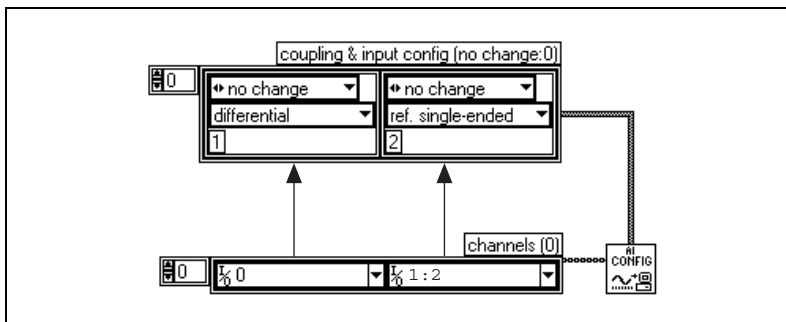 coupling & input config (no change:0)
0
no change
no change
differential
ref. single-ended
1
2
channels (0)
0
I/O 0
I/O 1:2
AI
CONFIG